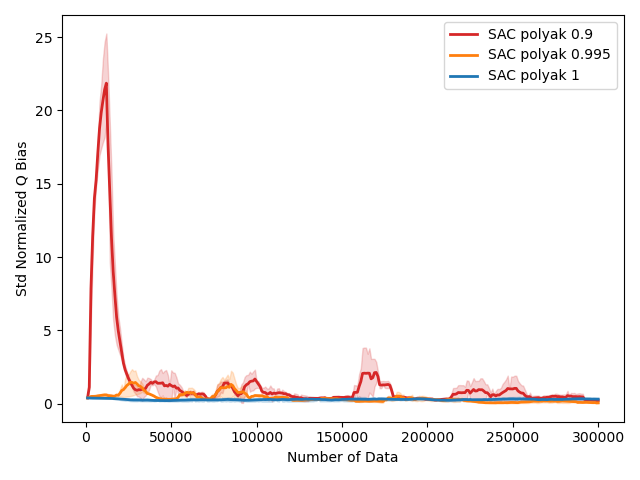 SAC polyak 0.9
SAC polyak 0.995
SAC polyak 1
Std Normalized Q Bias
25
20
15
10
5
0
0 50000 100000 150000 200000 250000 300000
Number of Data